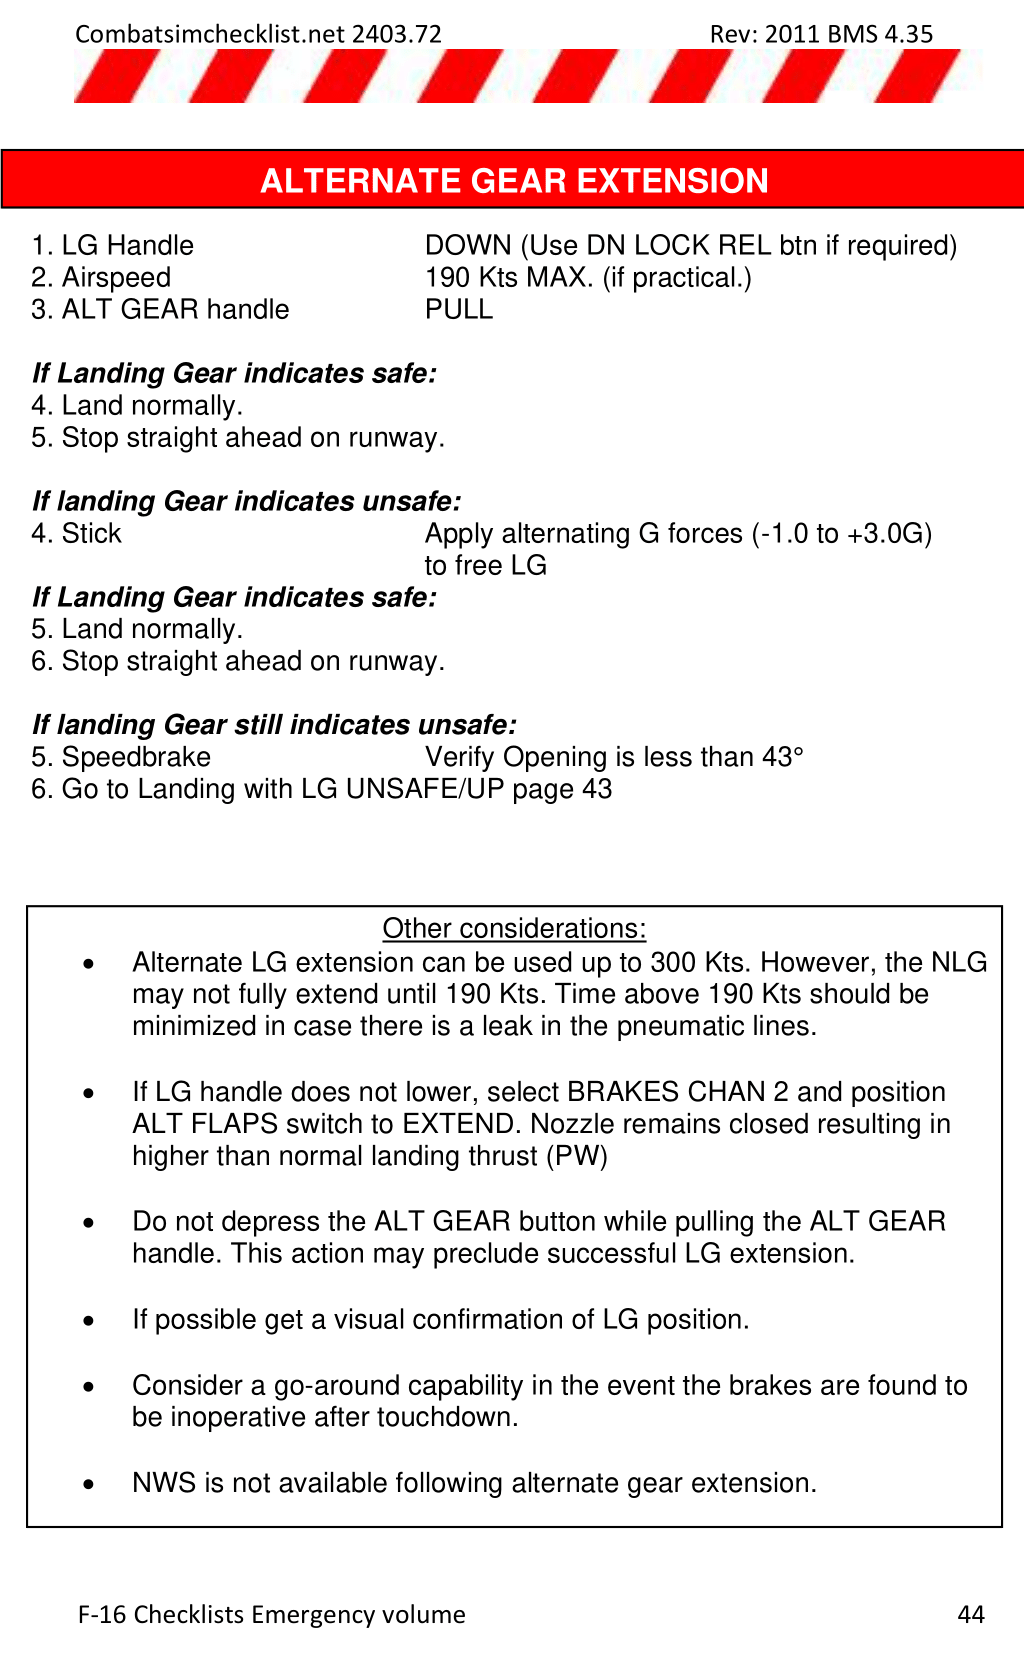 Combatsimchecklist.net 2403.72 Rev: 2011 BMS 4.35
ALTERNATE GEAR EXTENSION
1. LG Handle DOWN (Use DN LOCK REL btn if required)
2. Airspeed 190 Kts MAX. (if practical.)
3. ALT GEAR handle PULL
If Landing Gear indicates safe:
4. Land normally.
5. Stop straight ahead on runway.
If landing Gear indicates unsafe:
4. Stick Apply alternating G forces (-1.0 to +3.0G)
to free LG
If Landing Gear indicates safe:
5. Land normally.
6. Stop straight ahead on runway.
If landing Gear still indicates unsafe:
5. Speedbrake Verify Opening is less than 43°
6. Go to Landing with LG UNSAFE/UP page 43
Other considerations:
• Alternate LG extension can be used up to 300 Kts. However, the NLG
may not fully extend until 190 Kts. Time above 190 Kts should be
minimized in case there is a leak in the pneumatic lines.
• If LG handle does not lower, select BRAKES CHAN 2 and position
ALT FLAPS switch to EXTEND. Nozzle remains closed resulting in
higher than normal landing thrust (PW)
• Do not depress the ALT GEAR button while pulling the ALT GEAR
handle. This action may preclude successful LG extension.
• If possible get a visual confirmation of LG position.
• Consider a go-around capability in the event the brakes are found to
be inoperative after touchdown.
• NWS is not available following alternate gear extension.
F-16 Checklists Emergency volume 44